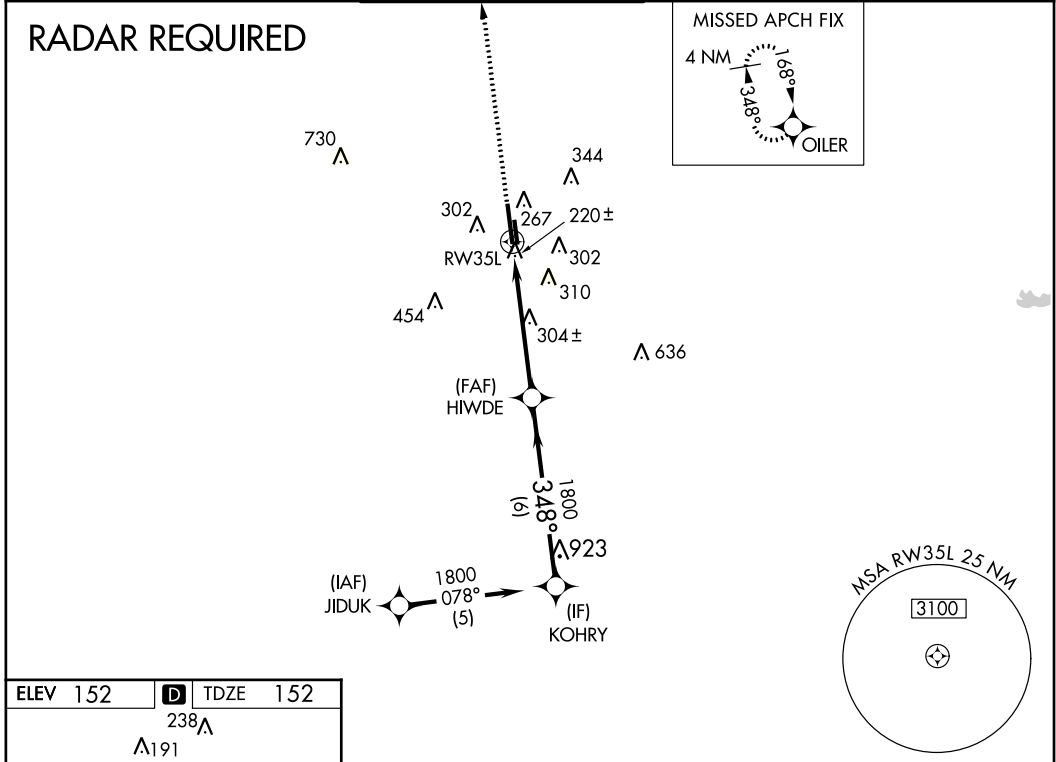 RADAR REQUIRED
MISSED APCH FIX
4 NM
168°
348°
OILER
730
344
302
267
220±
RW35L
302
310
454
304±
636
(FAF)
HIWDE
348°
1800
(6)
923
(IAF)
JIDUK
1800
078°
(5)
(IF)
KOHRY
MSA RW35L 25 NM
3100
ELEV 152 D TDZE 152
238
191